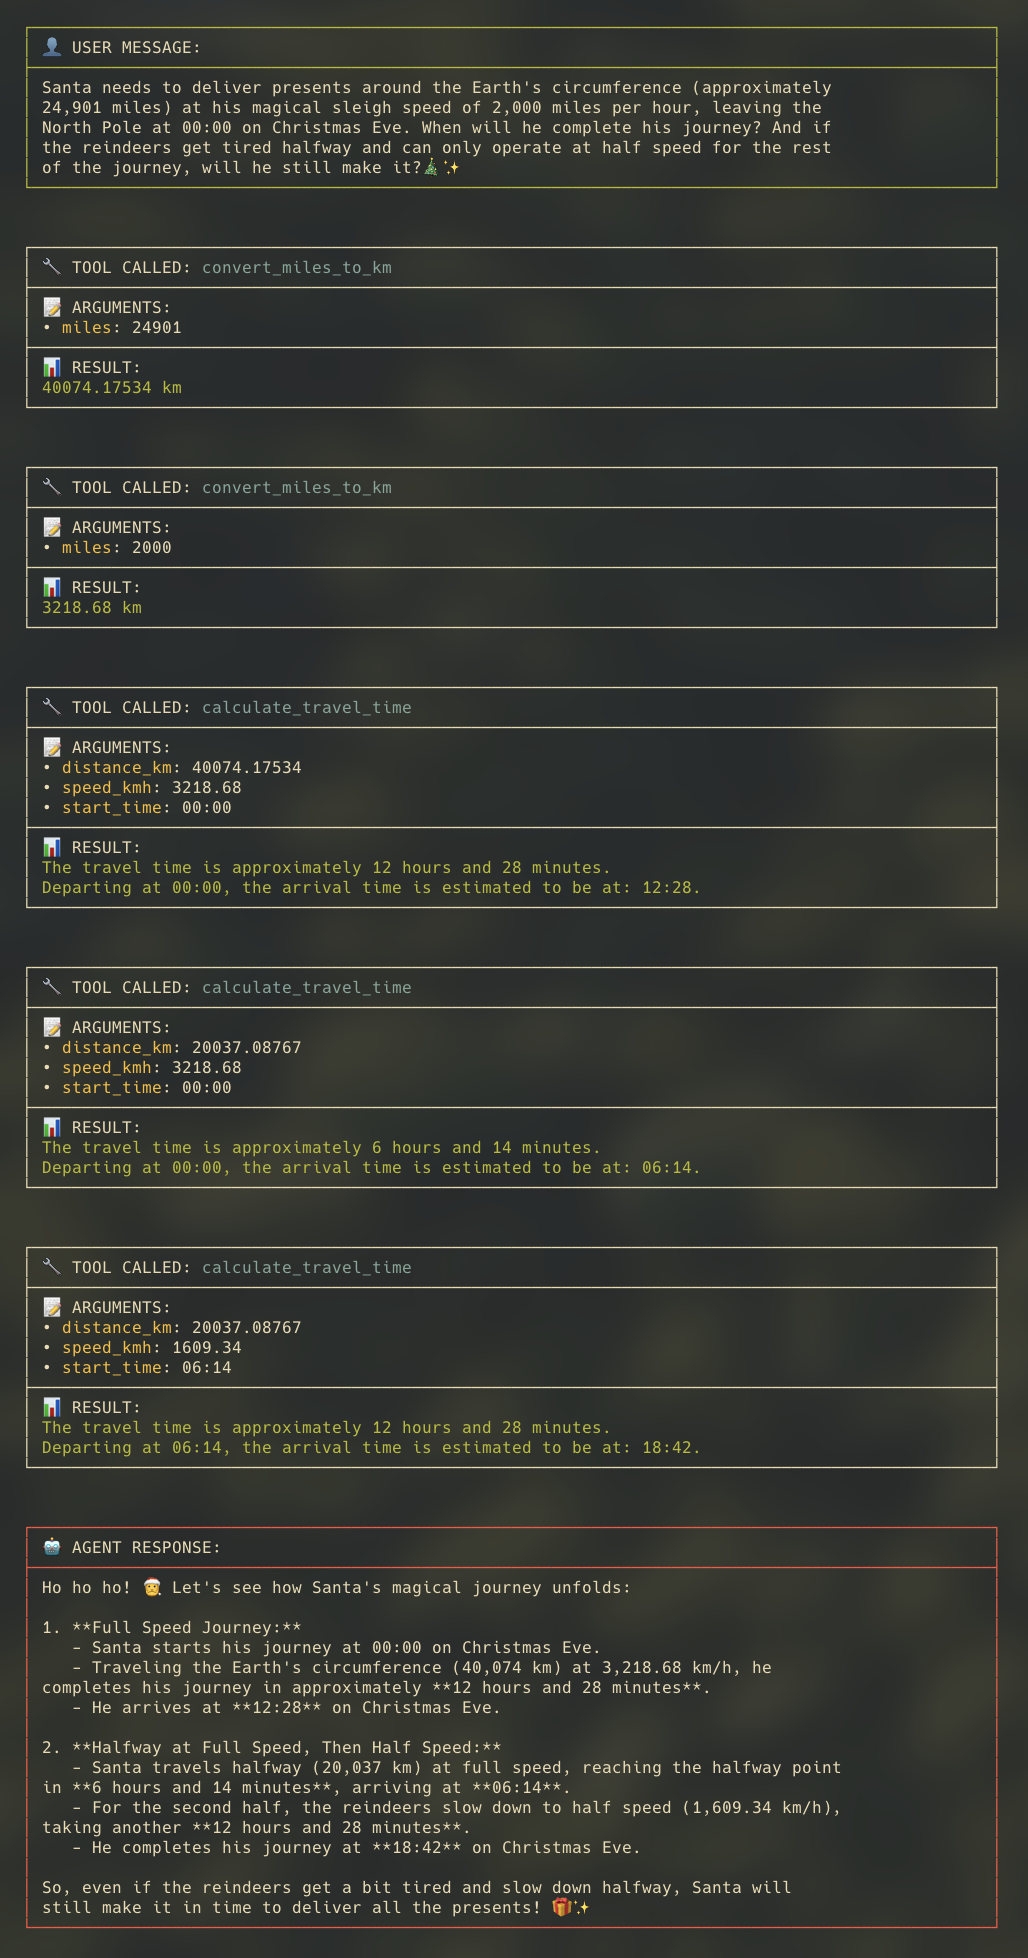 👤 USER MESSAGE:
Santa needs to deliver presents around the Earth's circumference (approximately
24,901 miles) at his magical sleigh speed of 2,000 miles per hour, leaving the
North Pole at 00:00 on Christmas Eve. When will he complete his journey? And if
the reindeers get tired halfway and can only operate at half speed for the rest
of the journey, will he still make it?🎄✨
🔧 TOOL CALLED: convert_miles_to_km
📝 ARGUMENTS:
• miles: 24901
📊 RESULT:
40074.17534 km
🔧 TOOL CALLED: convert_miles_to_km
📝 ARGUMENTS:
• miles: 2000
📊 RESULT:
3218.68 km
🔧 TOOL CALLED: calculate_travel_time
📝 ARGUMENTS:
• distance_km: 40074.17534
• speed_kmh: 3218.68
• start_time: 00:00
📊 RESULT:
The travel time is approximately 12 hours and 28 minutes.
Departing at 00:00, the arrival time is estimated to be at: 12:28.
🔧 TOOL CALLED: calculate_travel_time
📝 ARGUMENTS:
• distance_km: 20037.08767
• speed_kmh: 3218.68
• start_time: 00:00
📊 RESULT:
The travel time is approximately 6 hours and 14 minutes.
Departing at 00:00, the arrival time is estimated to be at: 06:14.
🔧 TOOL CALLED: calculate_travel_time
📝 ARGUMENTS:
• distance_km: 20037.08767
• speed_kmh: 1609.34
• start_time: 06:14
📊 RESULT:
The travel time is approximately 12 hours and 28 minutes.
Departing at 06:14, the arrival time is estimated to be at: 18:42.
🤖 AGENT RESPONSE:
Ho ho ho! 🎅 Let's see how Santa's magical journey unfolds:
1. **Full Speed Journey:**
- Santa starts his journey at 00:00 on Christmas Eve.
- Traveling the Earth's circumference (40,074 km) at 3,218.68 km/h, he
completes his journey in approximately **12 hours and 28 minutes**.
- He arrives at **12:28** on Christmas Eve.
2. **Halfway at Full Speed, Then Half Speed:**
- Santa travels halfway (20,037 km) at full speed, reaching the halfway point
in **6 hours and 14 minutes**, arriving at **06:14**.
- For the second half, the reindeers slow down to half speed (1,609.34 km/h),
taking another **12 hours and 28 minutes**.
- He completes his journey at **18:42** on Christmas Eve.
So, even if the reindeers get a bit tired and slow down halfway, Santa will
still make it in time to deliver all the presents! 🎁✨